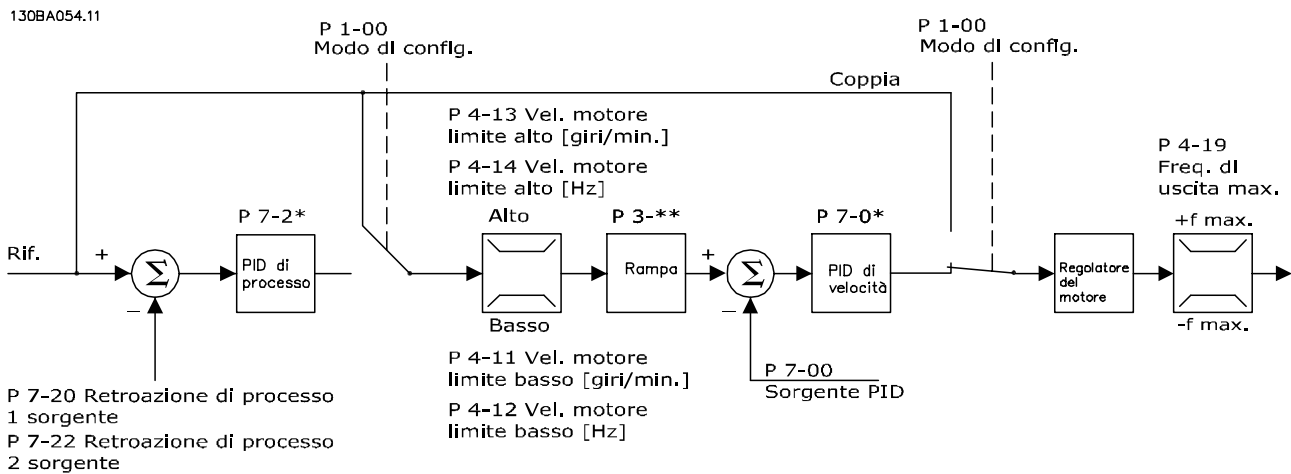 130BA054.11
P 1-00
Modo di config.
P 1-00
Modo di config.
Coppia
P 4-13 Vel. motore
limite alto [giri/min.]
P 4-14 Vel. motore
limite alto [Hz]
P 4-19
Freq. di
uscita max.
P 7-2*
Alto
P 3-**
P 7-0*
+f max.
Rif.
+
Σ
PID di
processo
Rampa
+
Σ
PID di
velocità
Regolatore
del
motore
−
Basso
−
-f max.
P 7-20 Retroazione di processo
1 sorgente
P 7-22 Retroazione di processo
2 sorgente
P 4-11 Vel. motore
limite basso [giri/min.]
P 4-12 Vel. motore
limite basso [Hz]
P 7-00
Sorgente PID